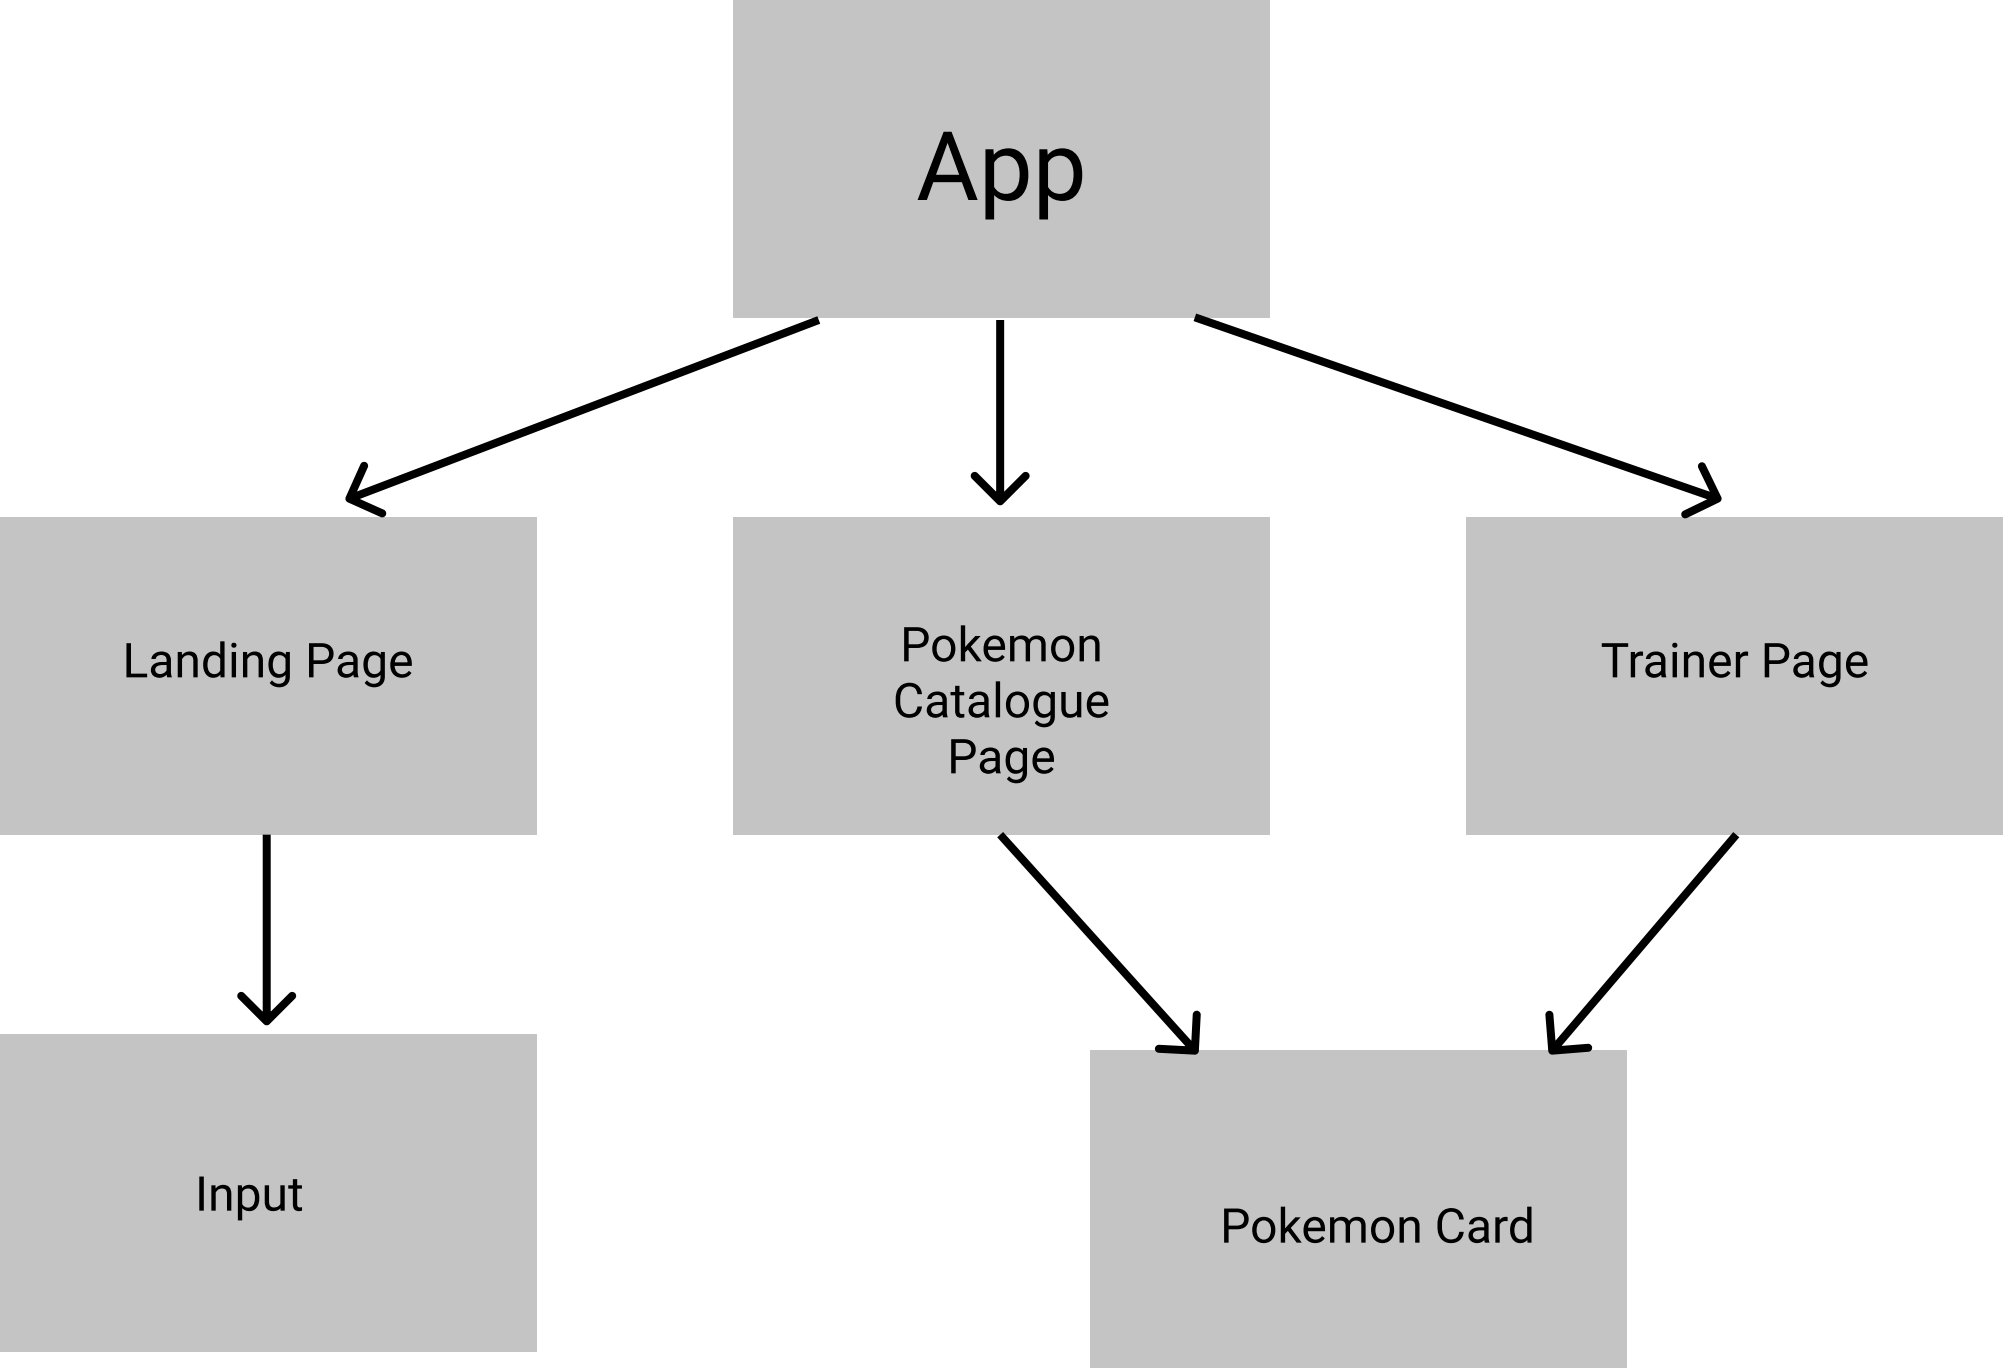 App
Landing Page
Pokemon
Catalogue
Page
Trainer Page
Input
Pokemon Card